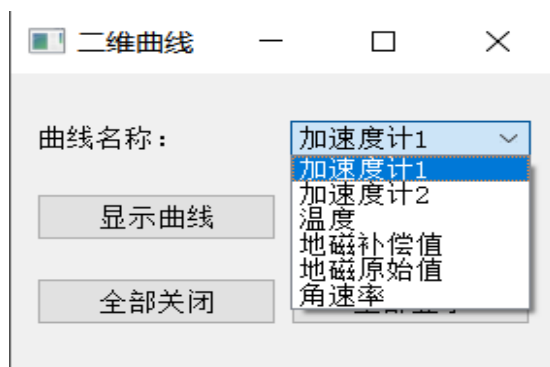 二维曲线
曲线名称：
加速度计1
加速度计1
加速度计2
温度
地磁补偿值
地磁原始值
角速率
显示曲线
全部关闭